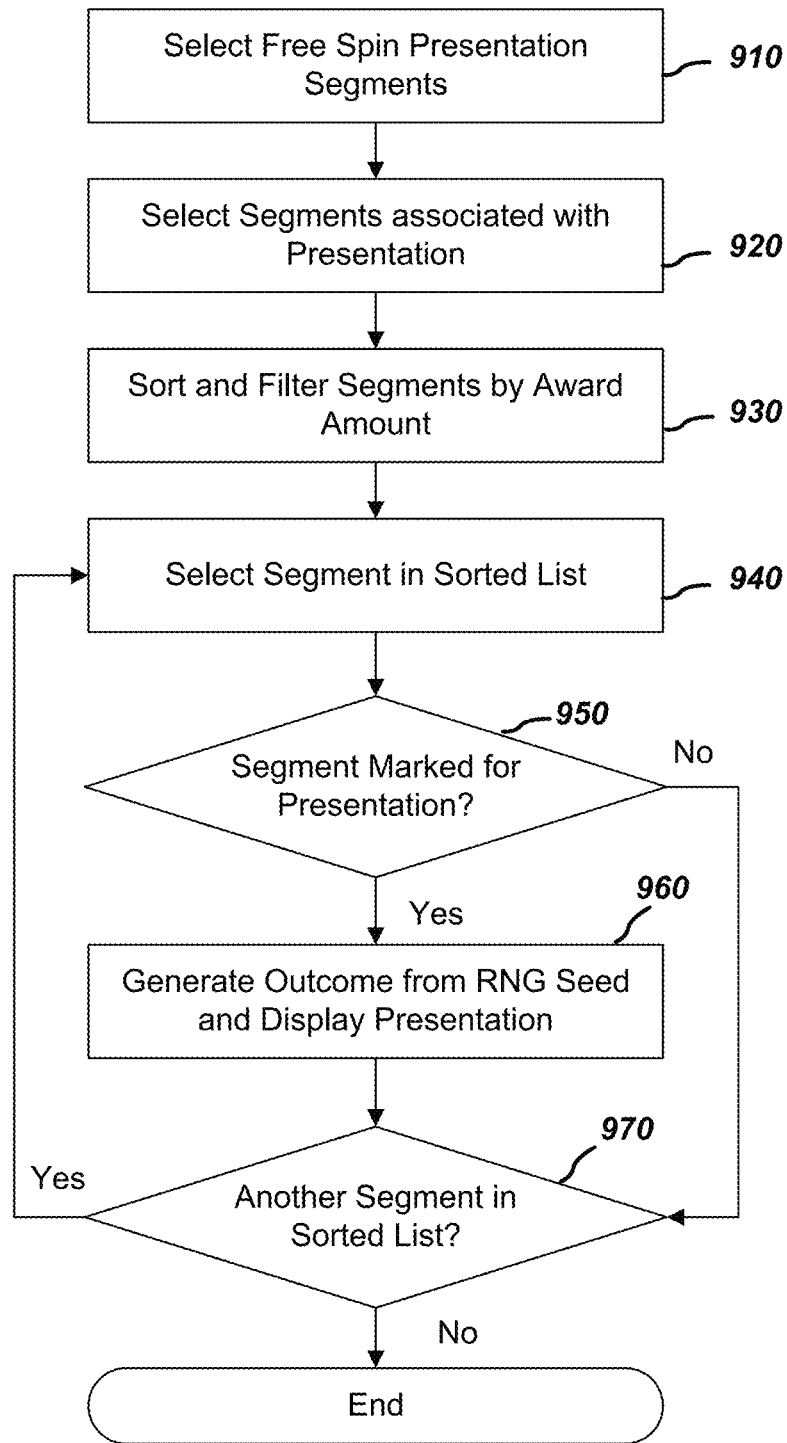 Select Free Spin Presentation
Segments
910
Select Segments associated with
Presentation
920
Sort and Filter Segments by Award
Amount
930
Select Segment in Sorted List
940
950
Segment Marked for
Presentation?
No
Yes
960
Generate Outcome from RNG Seed
and Display Presentation
970
Yes
Another Segment in
Sorted List?
No
End